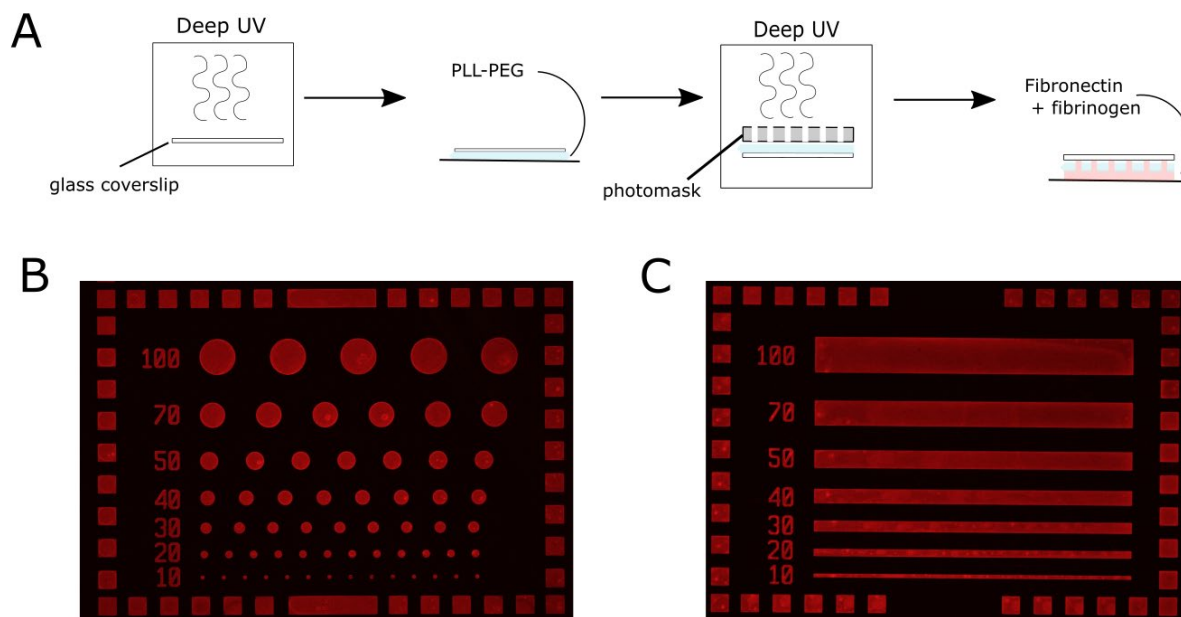 A
Deep UV
glass coverslip
PLL-PEG
Deep UV
photomask
Fibronectin
+ fibrinogen
B
100
70
50
40
30
20
10
C
100
70
50
40
30
20
10